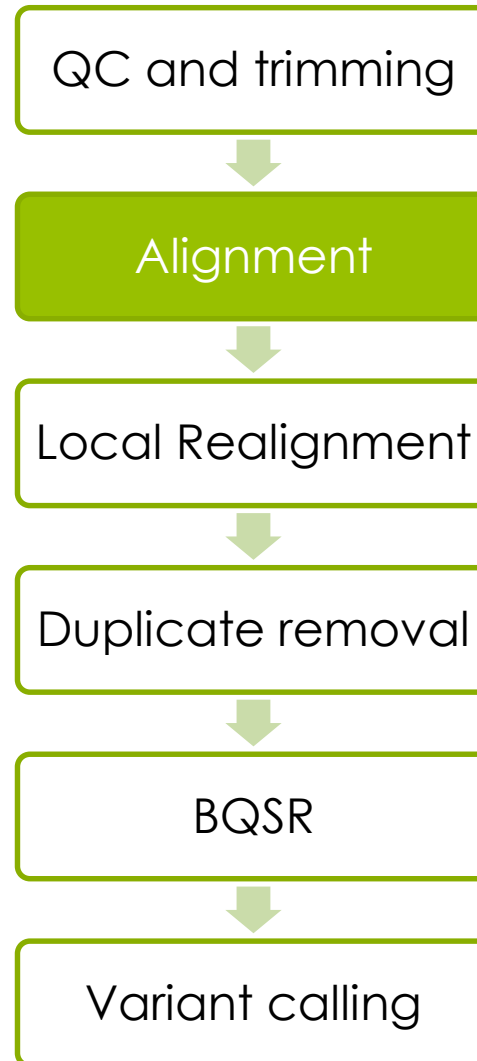 QC and trimming
Alignment
Local Realignment
Duplicate removal
BQSR
Variant calling